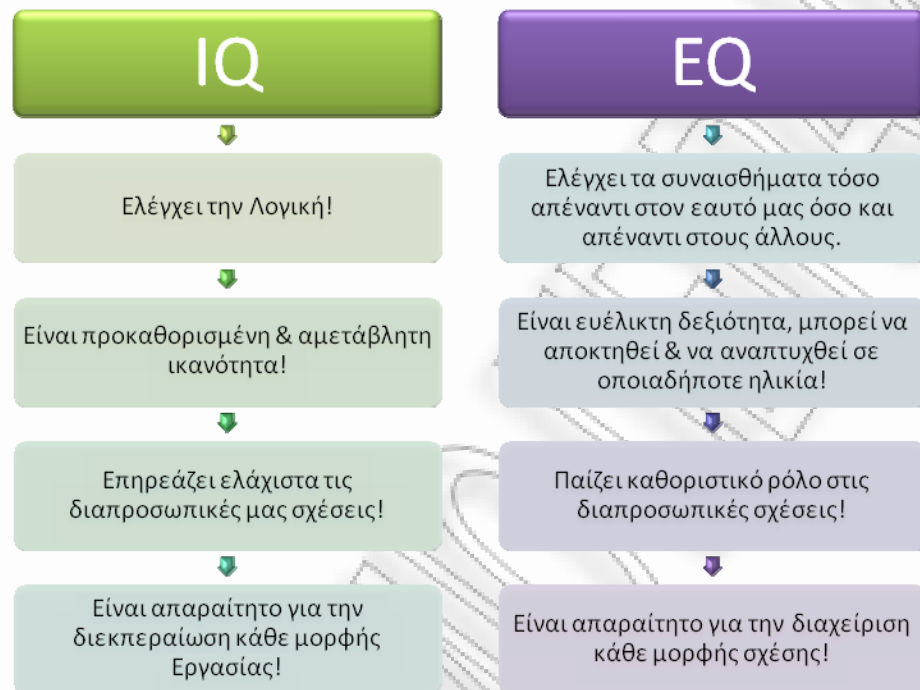 IQ
Ελέγχει την Λογική!
Είναι προκαθορισμένη & αμετάβλητη
ικανότητα!
Επηρεάζει ελάχιστα τις
διαπροσωπικές μας σχέσεις!
Είναι απαραίτητο για την
διεκπεραίωση κάθε μορφής
Εργασίας!
EQ
Ελέγχει τα συναισθήματα τόσο
απέναντι στον εαυτό μας όσο και
απέναντι στους άλλους.
Είναι ευέλικτη δεξιότητα, μπορεί να
αποκτηθεί & να αναπτυχθεί σε
οποιαδήποτε ηλικία!
Παίζει καθοριστικό ρόλο στις
διαπροσωπικές σχέσεις!
Είναι απαραίτητο για την διαχείριση
κάθε μορφής σχέσης!